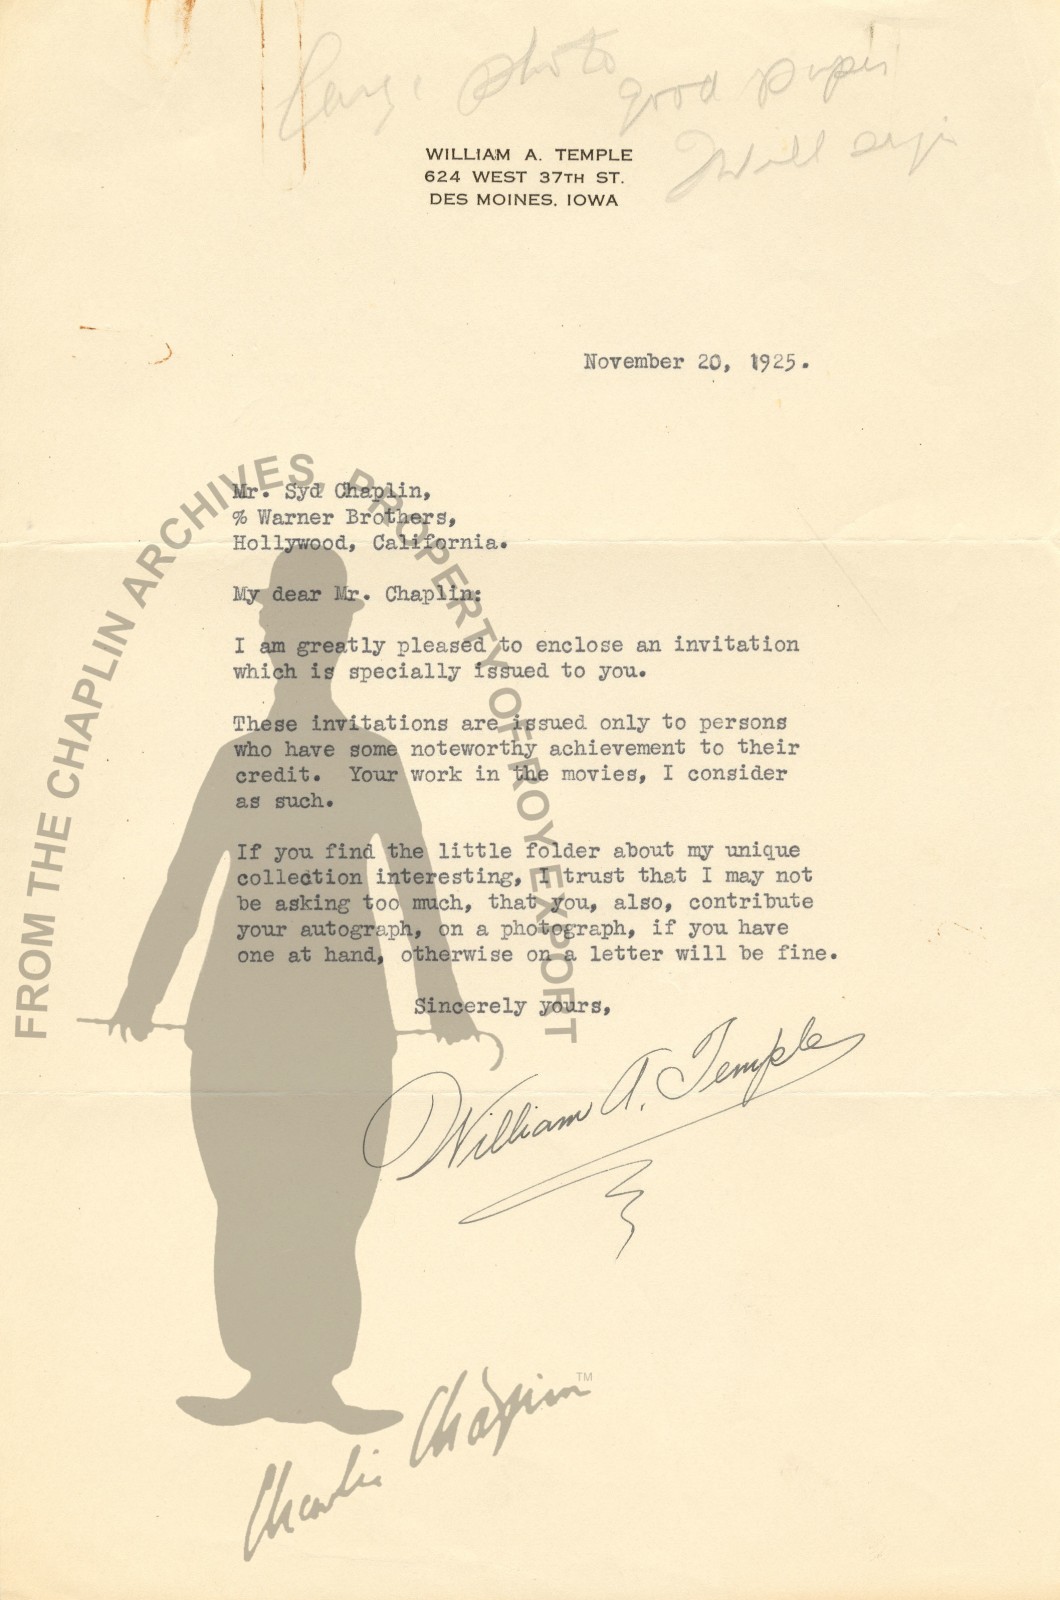 Large photo
good paper
I will sign
WILLIAM A. TEMPLE
624 WEST 37TH ST.
DES MOINES, IOWA
November 20, 1925.
Mr. Syd Chaplin,
% Warner Brothers,
Hollywood, California.
My dear Mr. Chaplin:
I am greatly pleased to enclose an invitation
which is specially issued to you.
These invitations are issued only to persons
who have some noteworthy achievement to their
credit. Your work in the movies, I consider
as such.
If you find the little folder about my unique
collection interesting, I trust that I may not
be asking too much, that you, also, contribute
your autograph, on a photograph, if you have
one at hand, otherwise on a letter will be fine.
Sincerely yours,
William A. Temple
FROM THE CHAPLIN ARCHIVES, PROPERTY OF ROY EXPORT
Charlie Chaplin TM